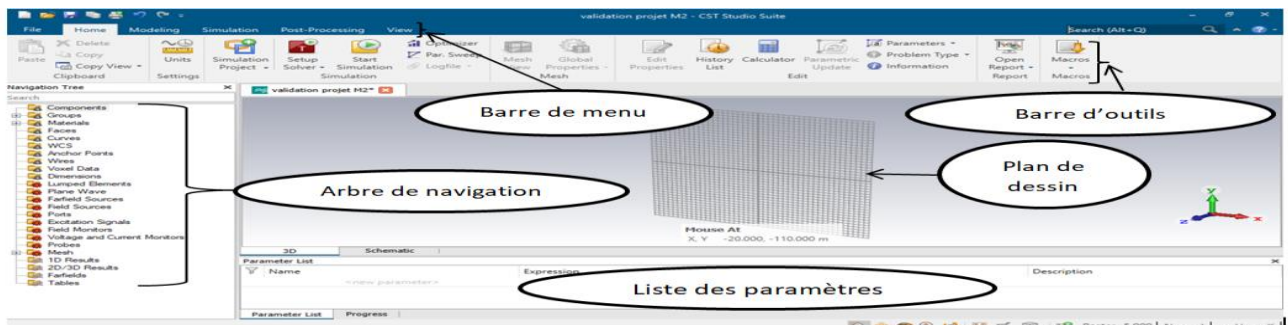 validation projet M2 - CST Studio Suite
File Home Modeling Simulation Post-Processing View
Search (Alt+Q)
Paste
Delete
Copy
Copy View
Clipboard
Units
Settings
Simulation Project
Setup Solver
Start Simulation
Optimizer
Par. Sweep
Logfile
Simulation
Mesh View
Global Properties
Mesh
Edit Properties
History List
Calculator
Parametric Update
Parameters
Problem Type
Information
Edit
Open Report
Report
Macros
Macros
Navigation Tree
Search
Components
Groups
Materials
Faces
Curves
WCS
Anchor Points
Wires
Voxel Data
Dimensions
Lumped Elements
Plane Wave
Farfield Sources
Field Sources
Ports
Excitation Signals
Field Monitors
Voltage and Current Monitors
Probes
Mesh
1D Results
2D/3D Results
Farfields
Tables
validation projet M2*
Barre de menu
Barre d'outils
Arbre de navigation
Plan de
dessin
Mouse At
X, Y -20.000, -110.000 m
y
z
x
3D Schematic
Parameter List
Name Expression Description
<new parameter>
Liste des paramètres
Parameter List Progress